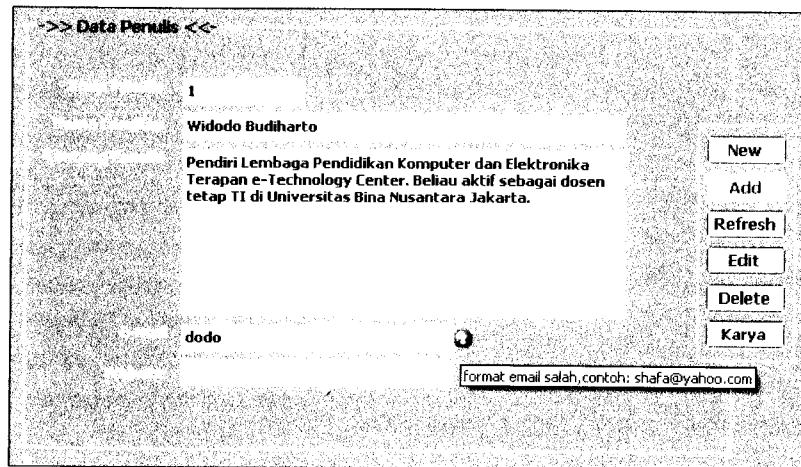 ->> Data Penulis <<-
1
Widodo Budiharto
Pendiri Lembaga Pendidikan Komputer dan Elektronika
Terapan e-Technology Center. Beliau aktif sebagai dosen
tetap TI di Universitas Bina Nusantara Jakarta.
New
Add
Refresh
Edit
Delete
Karya
dodo
format email salah,contoh: shafa@yahoo.com